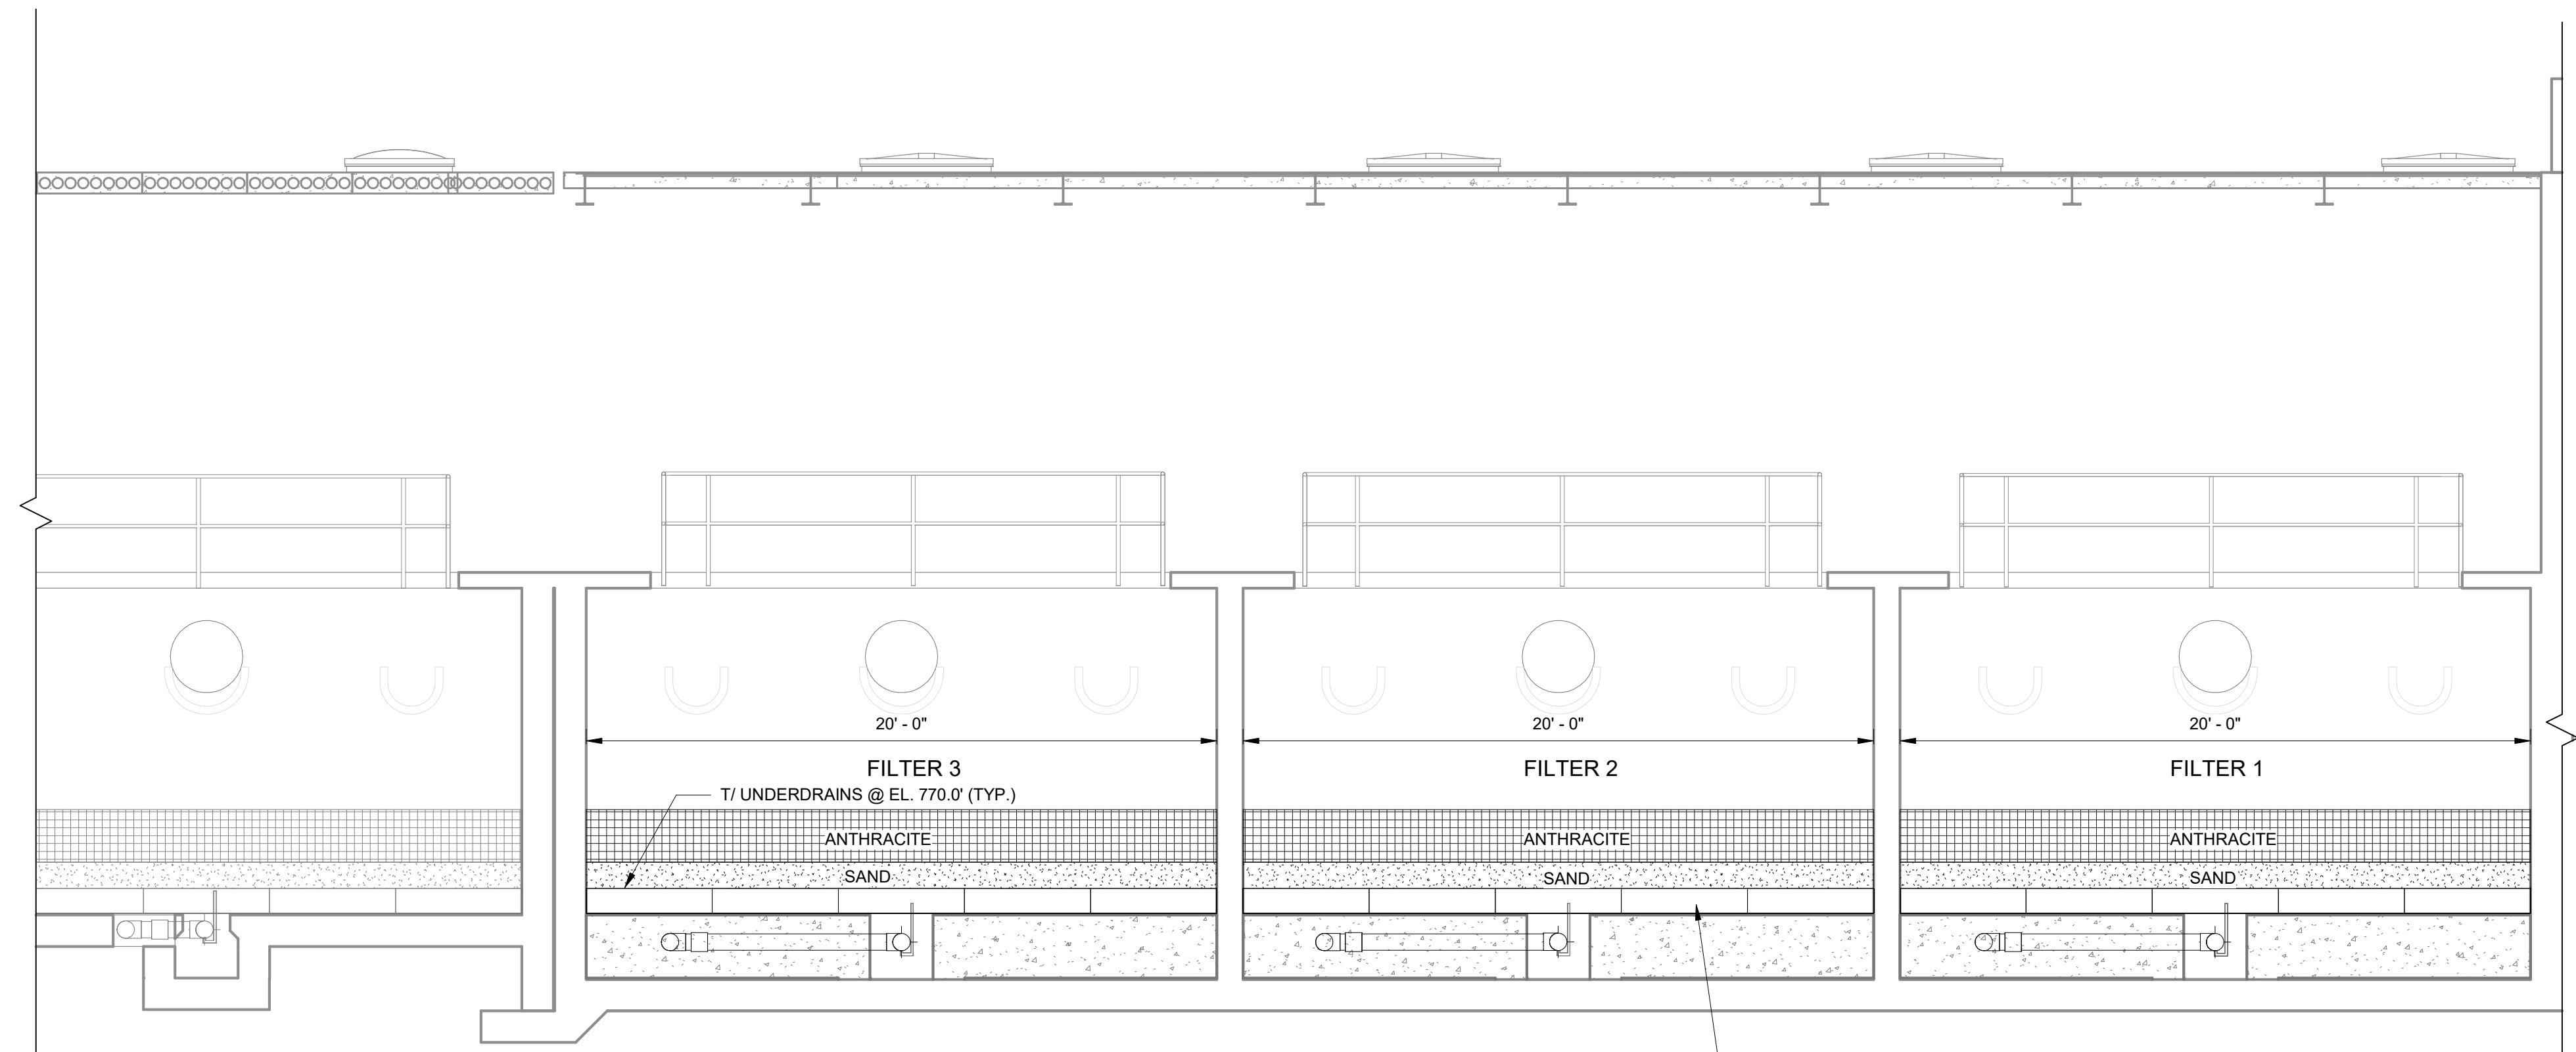 20' - 0"
20' - 0"
20' - 0"
FILTER 3
FILTER 2
FILTER 1
T/ UNDERDRAINS @ EL. 770.0' (TYP.)
ANTHRACITE
ANTHRACITE
ANTHRACITE
SAND
SAND
SAND